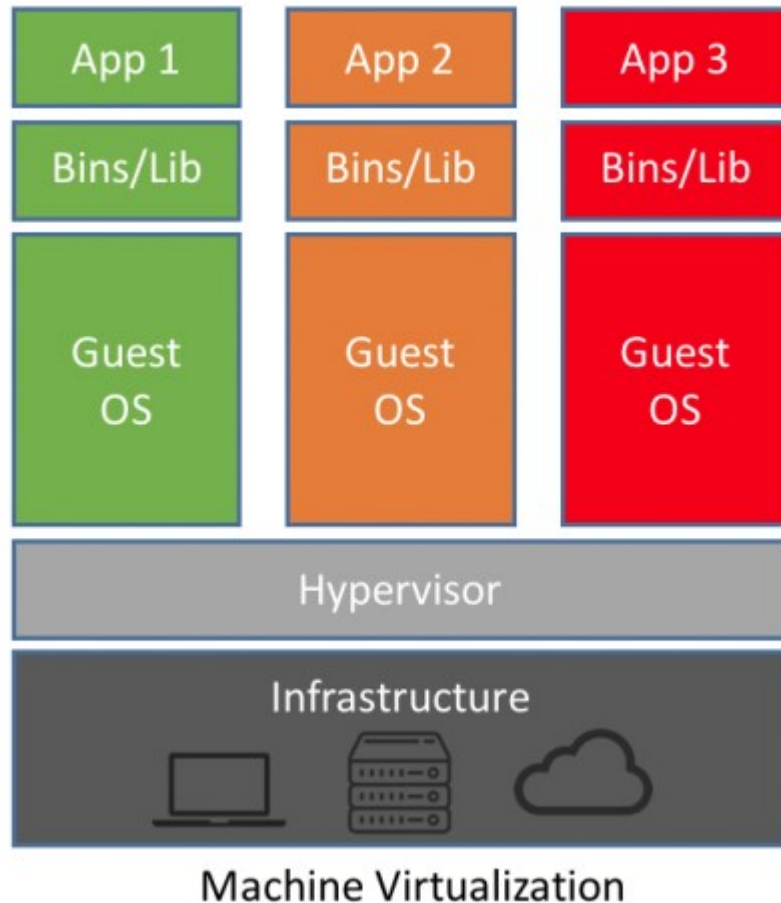 App 1
App 2
App 3
Bins/Lib
Bins/Lib
Bins/Lib
Guest
OS
Guest
OS
Guest
OS
Hypervisor
Infrastructure
Machine Virtualization